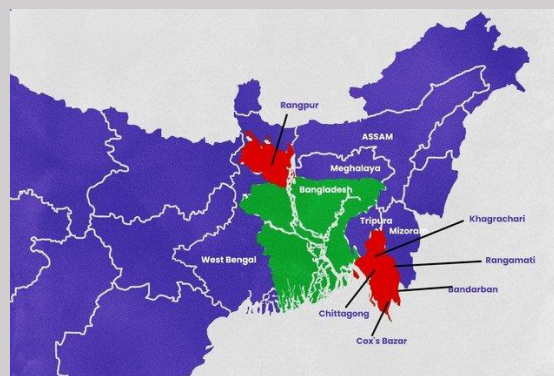 Rangpur
ASSAM
Meghalaya
Bangladesh
Tripura
Mizoram
Khagrachari
West Bengal
Rangamati
Bandarban
Chittagong
Cox's Bazar